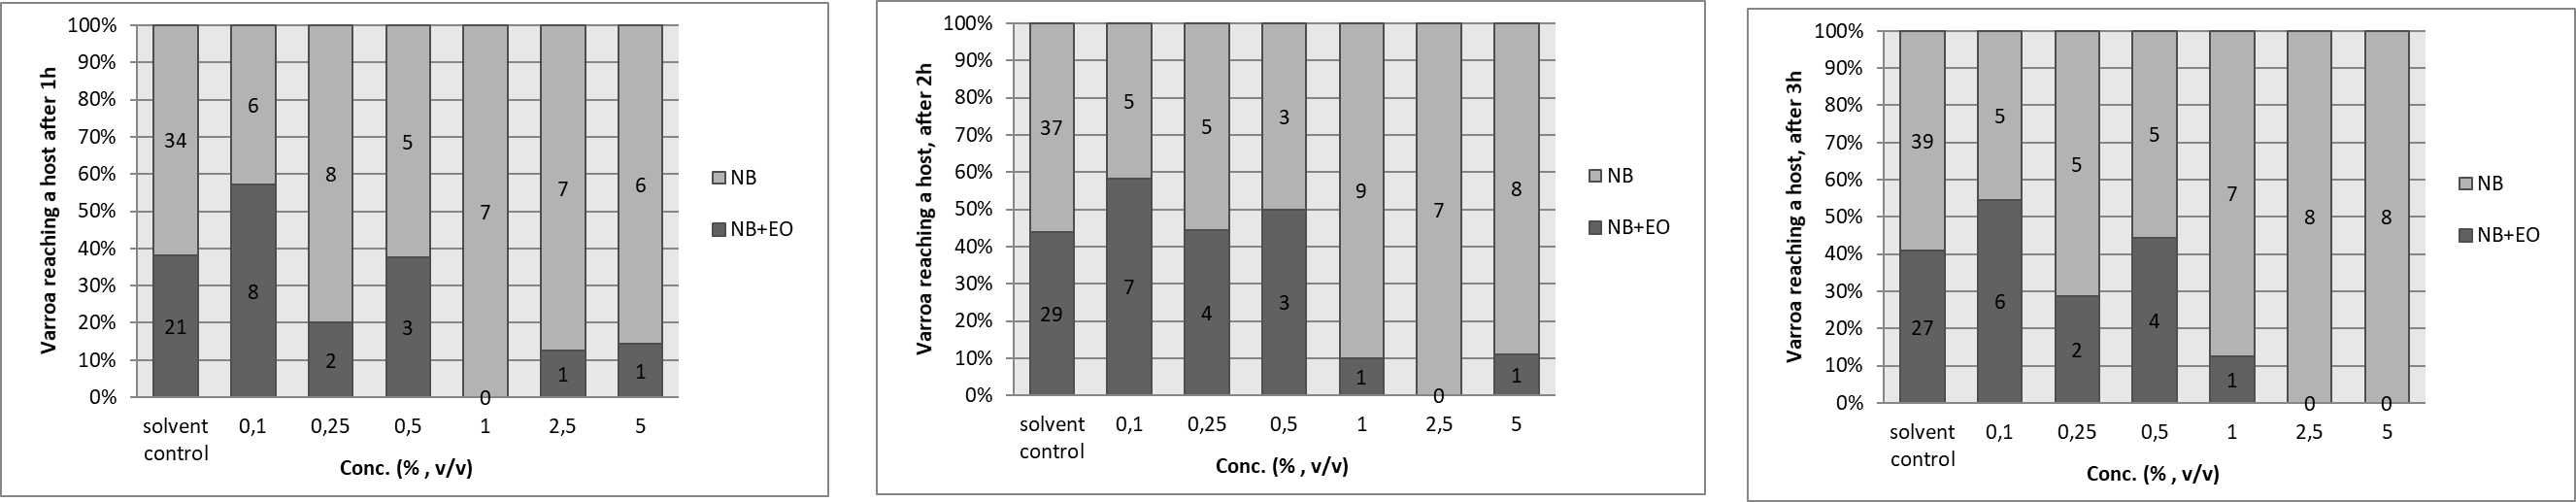 Varroa reaching a host after 1h
100%
90%
80%
70%
60%
50%
40%
30%
20%
10%
0%
34 6 8 5 7 7 6
21 8 2 3 0 1 1
solvent control 0,1 0,25 0,5 1 2,5 5
Conc. (% , v/v)
NB
NB+EO
Varroa reaching a host, after 2h
100%
90%
80%
70%
60%
50%
40%
30%
20%
10%
0%
37 5 5 3 9 7 8
29 7 4 3 1 0 1
solvent control 0,1 0,25 0,5 1 2,5 5
Conc. (% , v/v)
NB
NB+EO
Varroa reaching a host, after 3h
100%
90%
80%
70%
60%
50%
40%
30%
20%
10%
0%
39 5 5 5 7 8 8
27 6 2 4 1 0 0
solvent control 0,1 0,25 0,5 1 2,5 5
Conc. (% , v/v)
NB
NB+EO